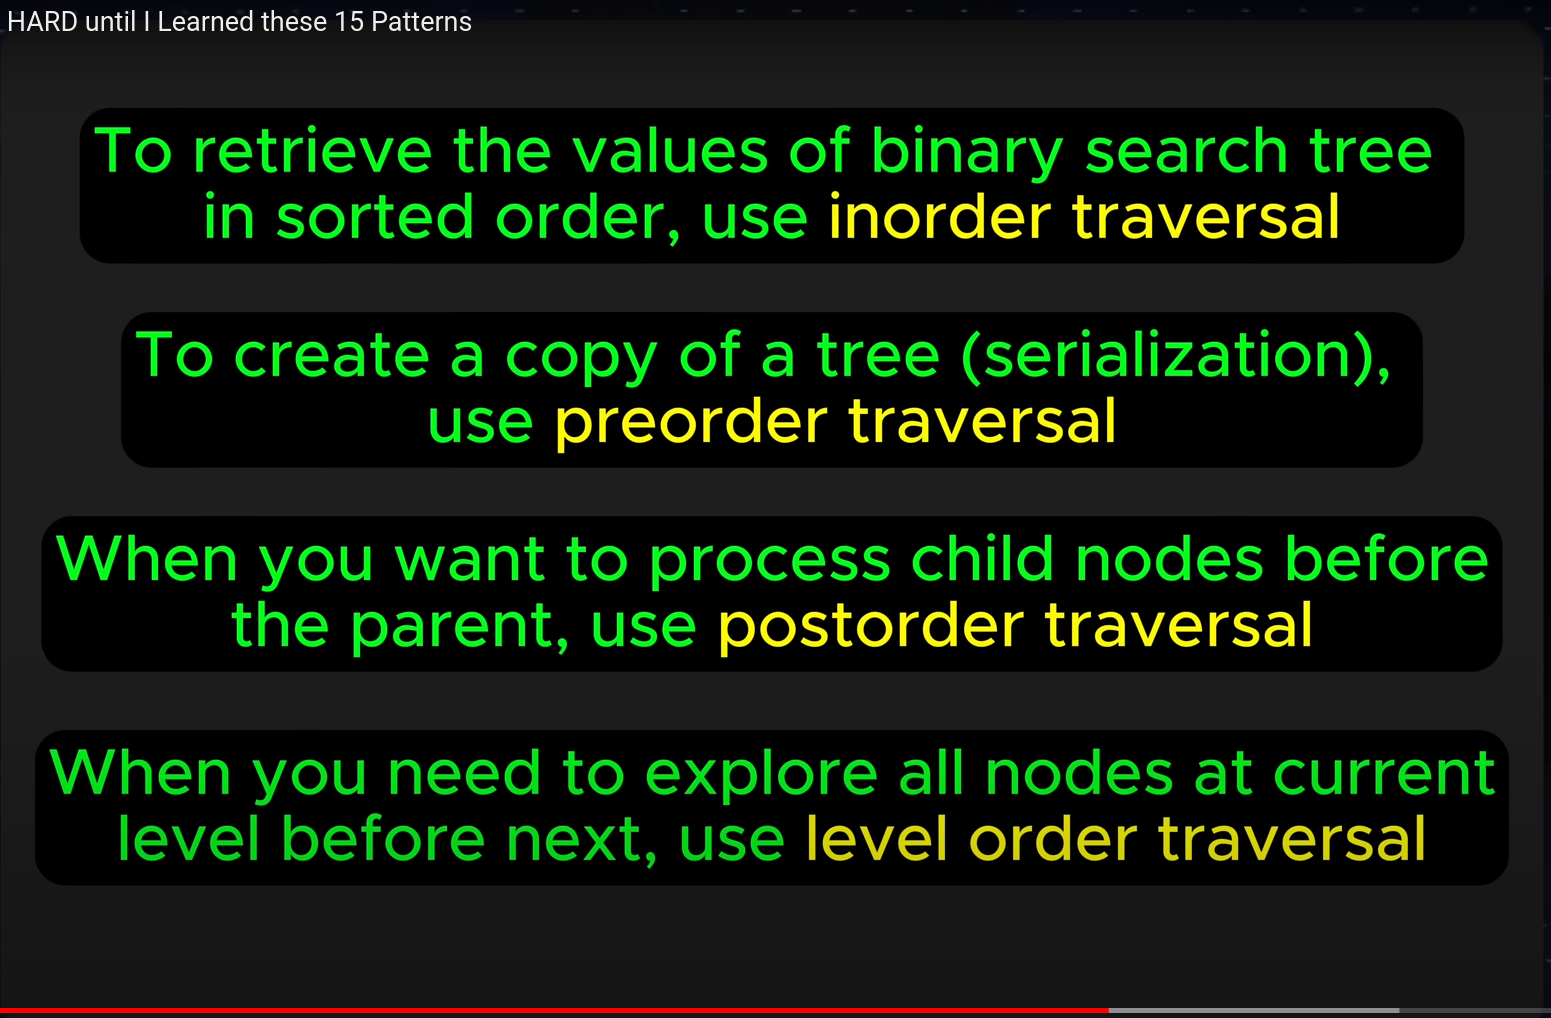 HARD until I Learned these 15 Patterns
To retrieve the values of binary search tree
in sorted order, use inorder traversal
To create a copy of a tree (serialization),
use preorder traversal
When you want to process child nodes before
the parent, use postorder traversal
When you need to explore all nodes at current
level before next, use level order traversal